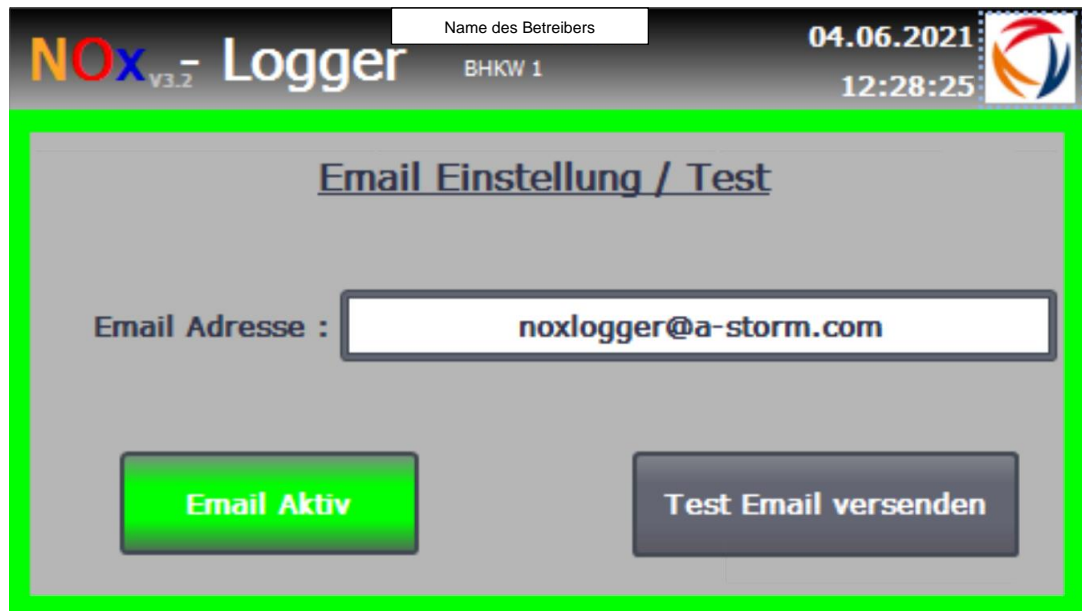 Name des Betreibers
NOx V3.2 - Logger
BHKW 1
04.06.2021
12:28:25
Email Einstellung / Test
Email Adresse : noxlogger@a-storm.com
Email Aktiv
Test Email versenden